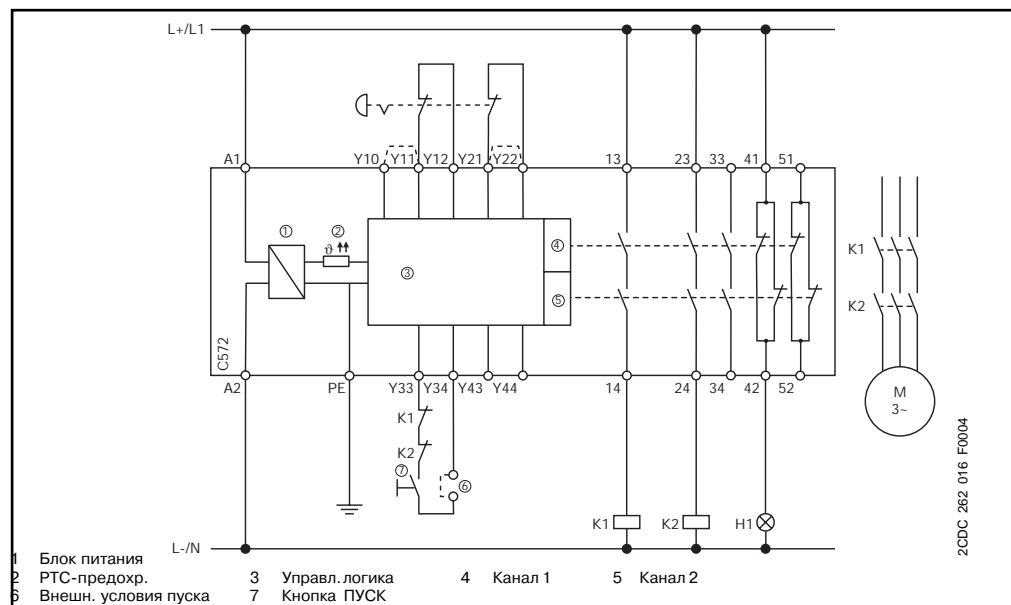 L+/L1
A1 Y10 Y11 Y12 Y21 Y22 13 23 33 41 51
① ② ϑ ③ ④ ⑤
K1
K2
M
3~
C572
A2 PE Y33 Y34 Y43 Y44 14 24 34 42 52
K1
K2
⑦ ⑥
K1 K2 H1
L-/N
2CDC 262 016 F0004
1 Блок питания
2 РТС-предохр. 3 Управл. логика 4 Канал 1 5 Канал 2
6 Внешн. условия пуска 7 Кнопка ПУСК